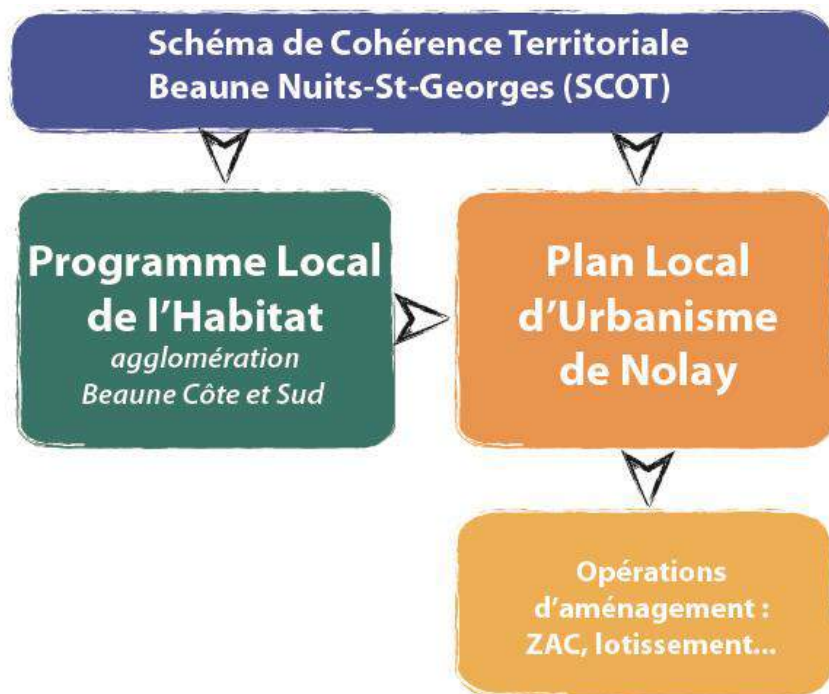 Schéma de Cohérence Territoriale
Beaune Nuits-St-Georges (SCOT)
Programme Local
de l'Habitat
agglomération
Beaune Côte et Sud
Plan Local
d'Urbanisme
de Nolay
Opérations
d'aménagement :
ZAC, lotissement...